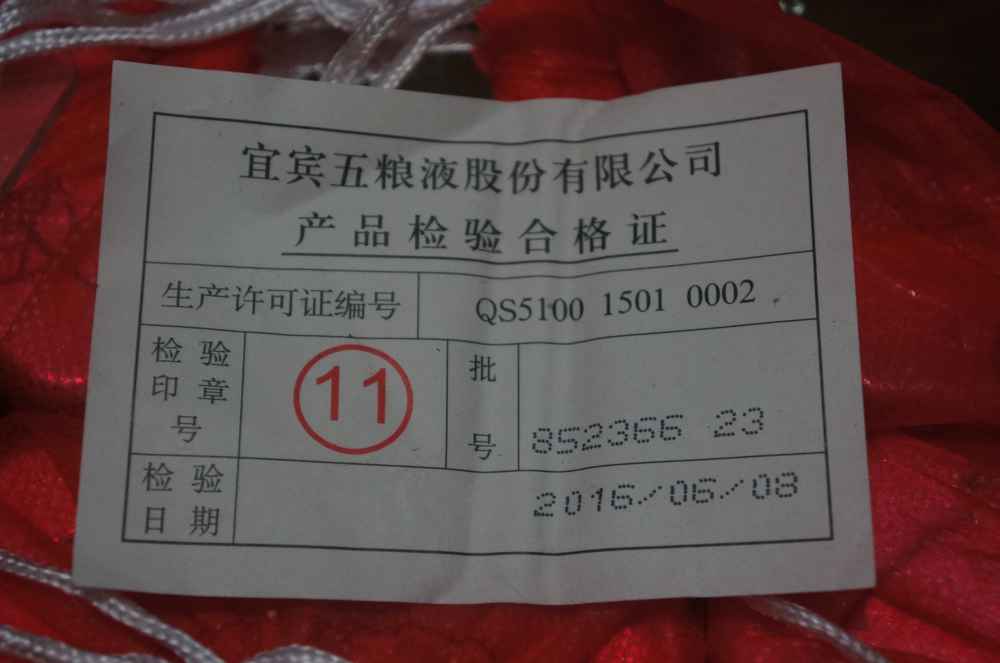 宜宾五粮液股份有限公司
产品检验合格证
生产许可证编号 QS5100 1501 0002
检验印章号 11 批号 852366 23
检验日期 2016/06/08